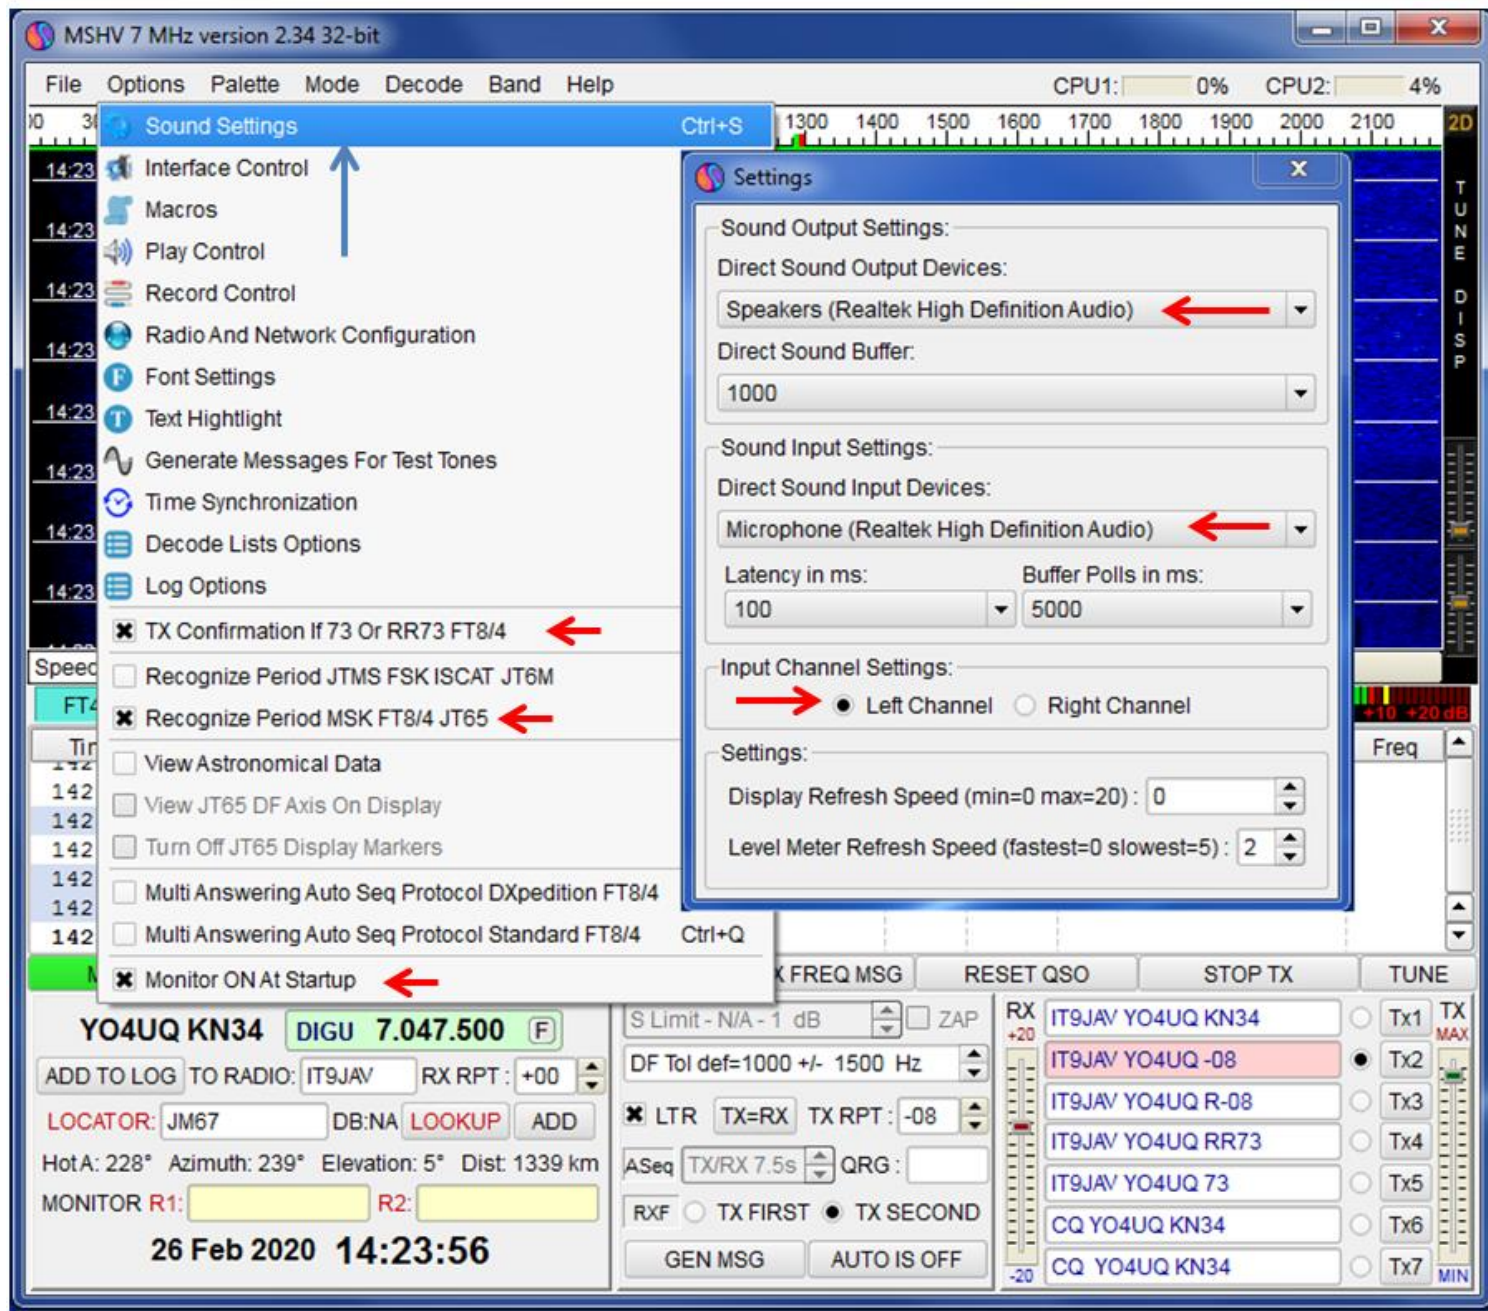 MSHV 7 MHz version 2.34 32-bit
File Options Palette Mode Decode Band Help CPU1: 0% CPU2: 4%
1300 1400 1500 1600 1700 1800 1900 2000 2100 2D
Sound Settings Ctrl+S
Interface Control
Macros
Play Control
Record Control
Radio And Network Configuration
Font Settings
Text Hightlight
Generate Messages For Test Tones
Time Synchronization
Decode Lists Options
Log Options
TX Confirmation If 73 Or RR73 FT8/4
Recognize Period JTMS FSK ISCAT JT6M
Recognize Period MSK FT8/4 JT65
View Astronomical Data
View JT65 DF Axis On Display
Turn Off JT65 Display Markers
Multi Answering Auto Seq Protocol DXpedition FT8/4
Multi Answering Auto Seq Protocol Standard FT8/4 Ctrl+Q
Monitor ON At Startup
14:23
14:23
14:23
14:23
14:23
14:23
14:23
14:23
Speed
FT4
142
142
142
142
142
142
Settings
Sound Output Settings:
Direct Sound Output Devices:
Speakers (Realtek High Definition Audio)
Direct Sound Buffer:
1000
Sound Input Settings:
Direct Sound Input Devices:
Microphone (Realtek High Definition Audio)
Latency in ms: Buffer Polls in ms:
100 5000
Input Channel Settings:
Left Channel Right Channel
Settings:
Display Refresh Speed (min=0 max=20) : 0
Level Meter Refresh Speed (fastest=0 slowest=5) : 2
TUNE DISP
+10 +20 dB
Freq
FREQ MSG RESET QSO STOP TX TUNE
YO4UQ KN34 DIGU 7.047.500 F
ADD TO LOG TO RADIO: IT9JAV RX RPT : +00
LOCATOR: JM67 DB:NA LOOKUP ADD
Hot A: 228° Azimuth: 239° Elevation: 5° Dist: 1339 km
MONITOR R1: R2:
26 Feb 2020 14:23:56
S Limit - N/A - 1 dB ZAP
DF Tol def=1000 +/- 1500 Hz
LTR TX=RX TX RPT : -08
ASeq TX/RX 7.5s QRG :
RXF TX FIRST TX SECOND
GEN MSG AUTO IS OFF
RX +20
-20
IT9JAV YO4UQ KN34 Tx1
IT9JAV YO4UQ -08 Tx2
IT9JAV YO4UQ R-08 Tx3
IT9JAV YO4UQ RR73 Tx4
IT9JAV YO4UQ 73 Tx5
CQ YO4UQ KN34 Tx6
CQ YO4UQ KN34 Tx7
TX MAX
MIN